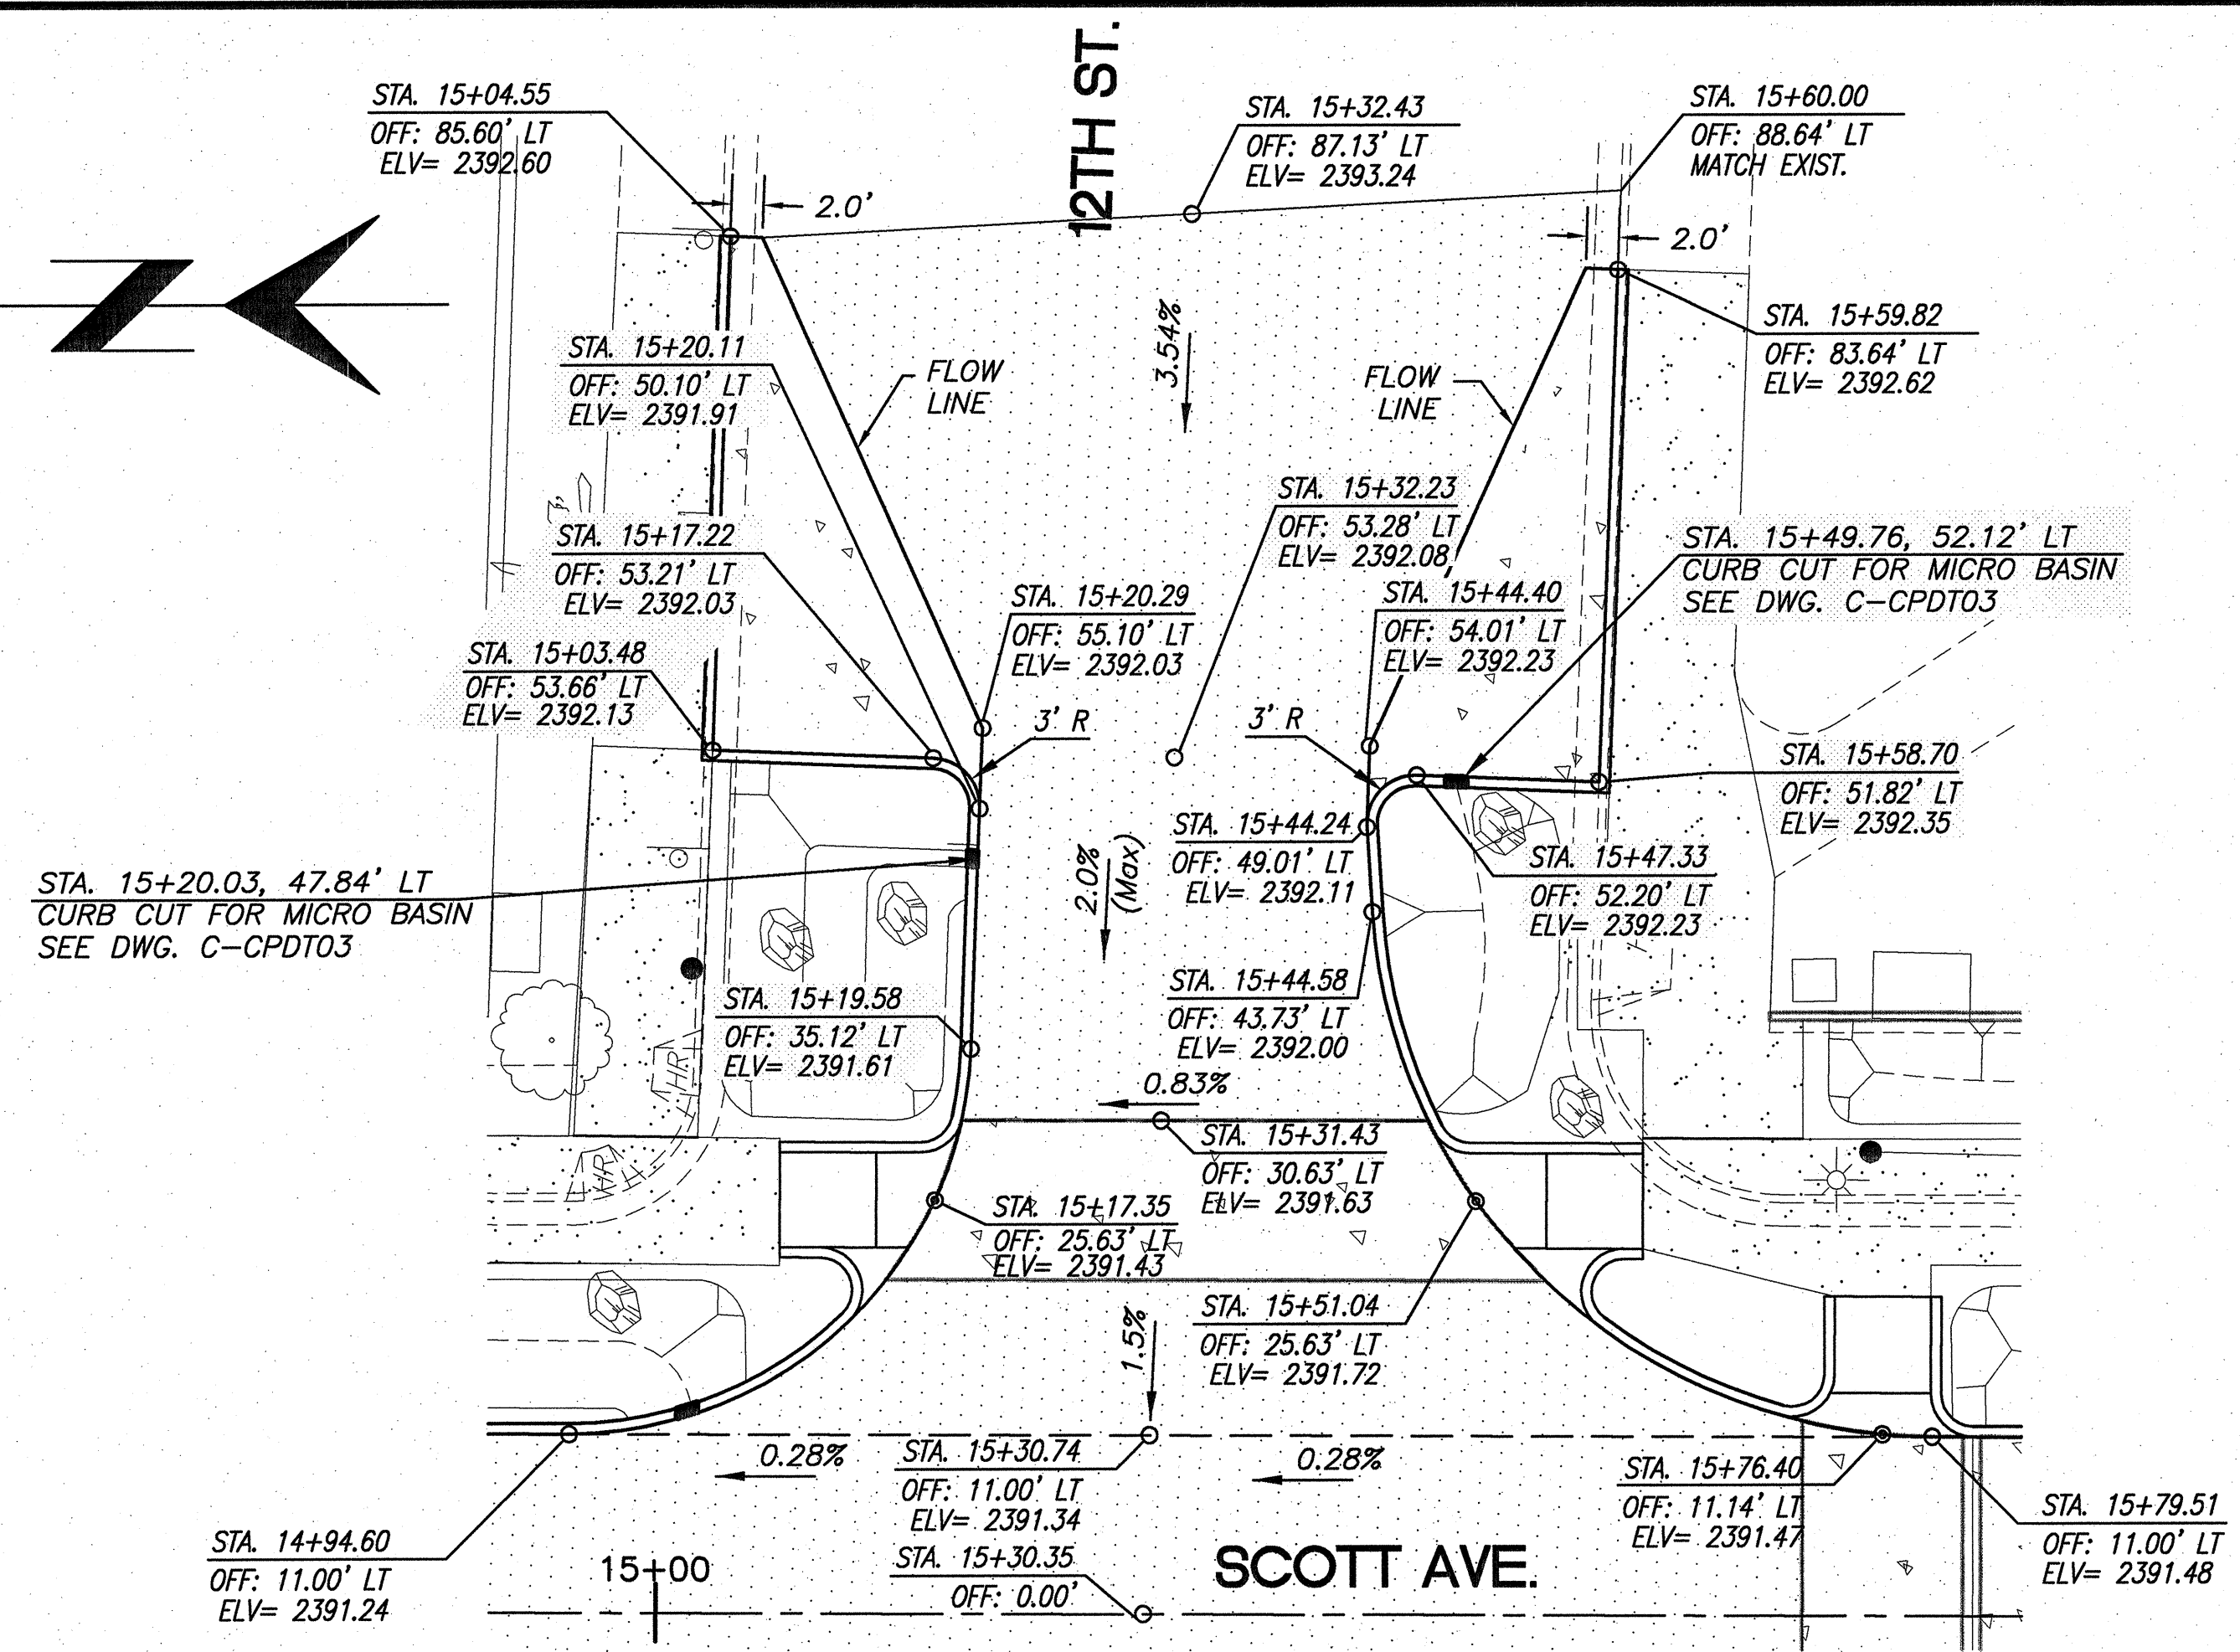 12TH ST.
STA. 15+04.55
OFF: 85.60' LT
ELV= 2392.60
2.0'
STA. 15+32.43
OFF: 87.13' LT
ELV= 2393.24
STA. 15+60.00
OFF: 88.64' LT
MATCH EXIST.
2.0'
Z
STA. 15+59.82
OFF: 83.64' LT
ELV= 2392.62
3.54%
STA. 15+20.11
OFF: 50.10' LT
ELV= 2391.91
FLOW
LINE
FLOW
LINE
STA. 15+17.22
OFF: 53.21' LT
ELV= 2392.03
STA. 15+32.23
OFF: 53.28' LT
ELV= 2392.08
STA. 15+49.76, 52.12' LT
CURB CUT FOR MICRO BASIN
SEE DWG. C-CPDT03
STA. 15+20.29
OFF: 55.10' LT
ELV= 2392.03
STA. 15+44.40
OFF: 54.01' LT
ELV= 2392.23
STA. 15+03.48
OFF: 53.66' LT
ELV= 2392.13
3' R
3' R
STA. 15+58.70
OFF: 51.82' LT
ELV= 2392.35
STA. 15+44.24
OFF: 49.01' LT
ELV= 2392.11
2.0%
(Max)
STA. 15+47.33
OFF: 52.20' LT
ELV= 2392.23
STA. 15+20.03, 47.84' LT
CURB CUT FOR MICRO BASIN
SEE DWG. C-CPDT03
STA. 15+19.58
OFF: 35.12' LT
ELV= 2391.61
STA. 15+44.58
OFF: 43.73' LT
ELV= 2392.00
HR
0.83%
STA. 15+31.43
OFF: 30.63' LT
ELV= 2391.63
HR
STA. 15+17.35
OFF: 25.63' LT
ELV= 2391.43
STA. 15+51.04
OFF: 25.63' LT
ELV= 2391.72
1.5%
0.28%
STA. 15+30.74
OFF: 11.00' LT
ELV= 2391.34
0.28%
STA. 15+76.40
OFF: 11.14' LT
ELV= 2391.47
STA. 15+79.51
OFF: 11.00' LT
ELV= 2391.48
STA. 14+94.60
OFF: 11.00' LT
ELV= 2391.24
15+00
STA. 15+30.35
OFF: 0.00'
SCOTT AVE.